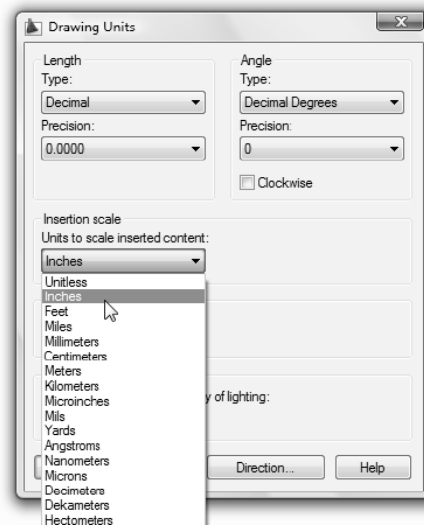 Drawing Units
Length
Type:
Decimal
Precision:
0.0000
Angle
Type:
Decimal Degrees
Precision:
0
Clockwise
Insertion scale
Units to scale inserted content:
Inches
Unitless
Inches
Feet
Miles
Millimeters
Centimeters
Meters
Kilometers
Microinches
Mils
Yards
Angstroms
Nanometers
Microns
Decimeters
Dekameters
Hectometers
y of lighting:
Direction...
Help